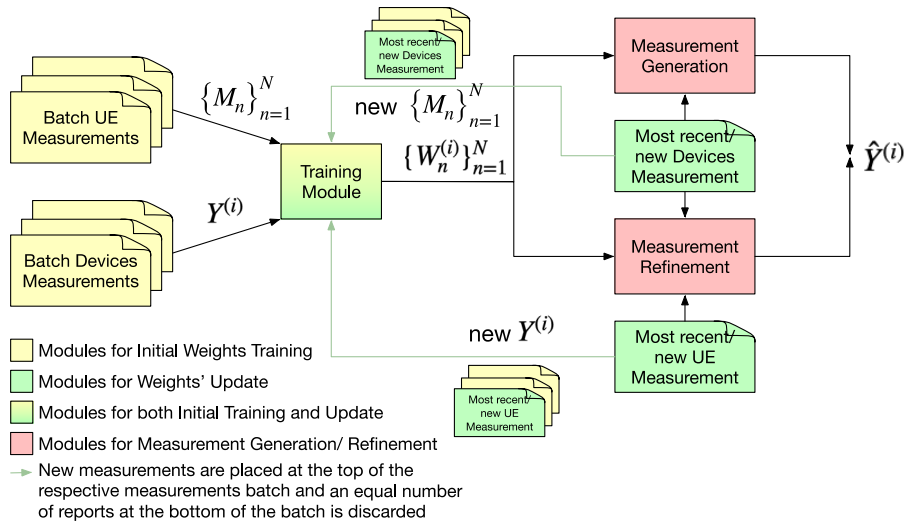 Most recent/
new Devices
Measurement
Measurement
Generation
Batch UE
Measurements
{M_n}_{n=1}^N
new {M_n}_{n=1}^N
Most recent/
new Devices
Measurement
Training
Module
{W_n^{(i)}}_{n=1}^N
Ŷ^{(i)}
Y^{(i)}
Batch Devices
Measurements
Measurement
Refinement
new Y^{(i)}
Most recent/
new UE
Measurement
Most recent/
new UE
Measurement
Modules for Initial Weights Training
Modules for Weights' Update
Modules for both Initial Training and Update
Modules for Measurement Generation/ Refinement
New measurements are placed at the top of the
respective measurements batch and an equal number
of reports at the bottom of the batch is discarded